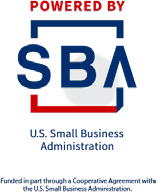 POWERED BY
SBA
U.S. Small Business
Administration
Funded in part through a Cooperative Agreement with
the U.S. Small Business Administration.